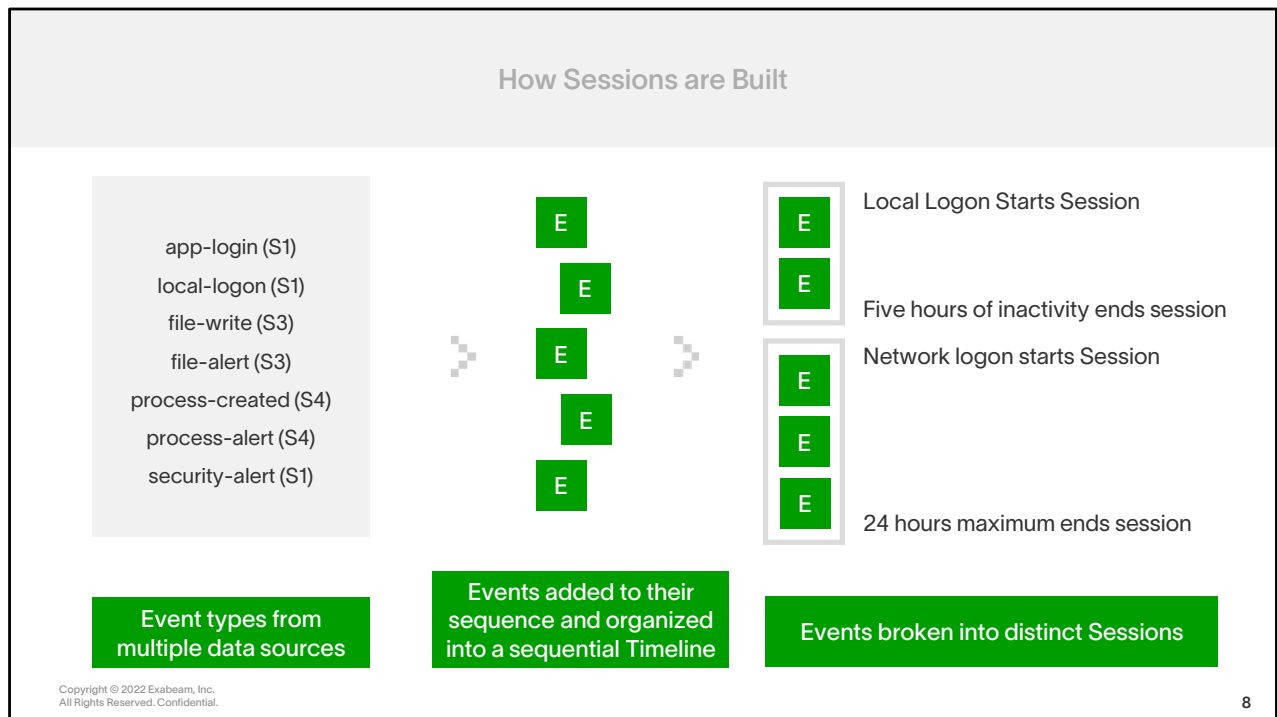 How Sessions are Built
app-login (S1)
local-logon (S1)
file-write (S3)
file-alert (S3)
process-created (S4)
process-alert (S4)
security-alert (S1)
E
E
E
E
E
E
E
E
E
E
Local Logon Starts Session
Five hours of inactivity ends session
Network logon starts Session
24 hours maximum ends session
Event types from
multiple data sources
Events added to their
sequence and organized
into a sequential Timeline
Events broken into distinct Sessions
Copyright © 2022 Exabeam, Inc.
All Rights Reserved. Confidential.
8